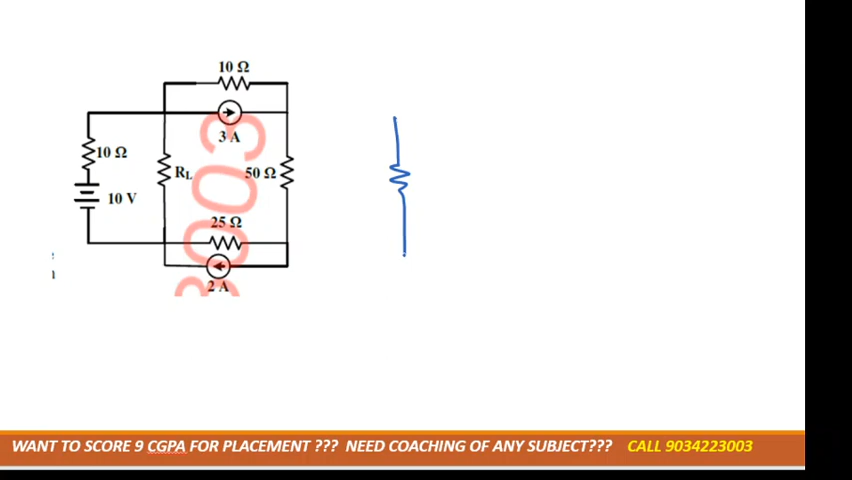 10 Ω
3 A
10 Ω
RL
50 Ω
10 V
25 Ω
2 A
WANT TO SCORE 9 CGPA FOR PLACEMENT ??? NEED COACHING OF ANY SUBJECT??? CALL 9034223003